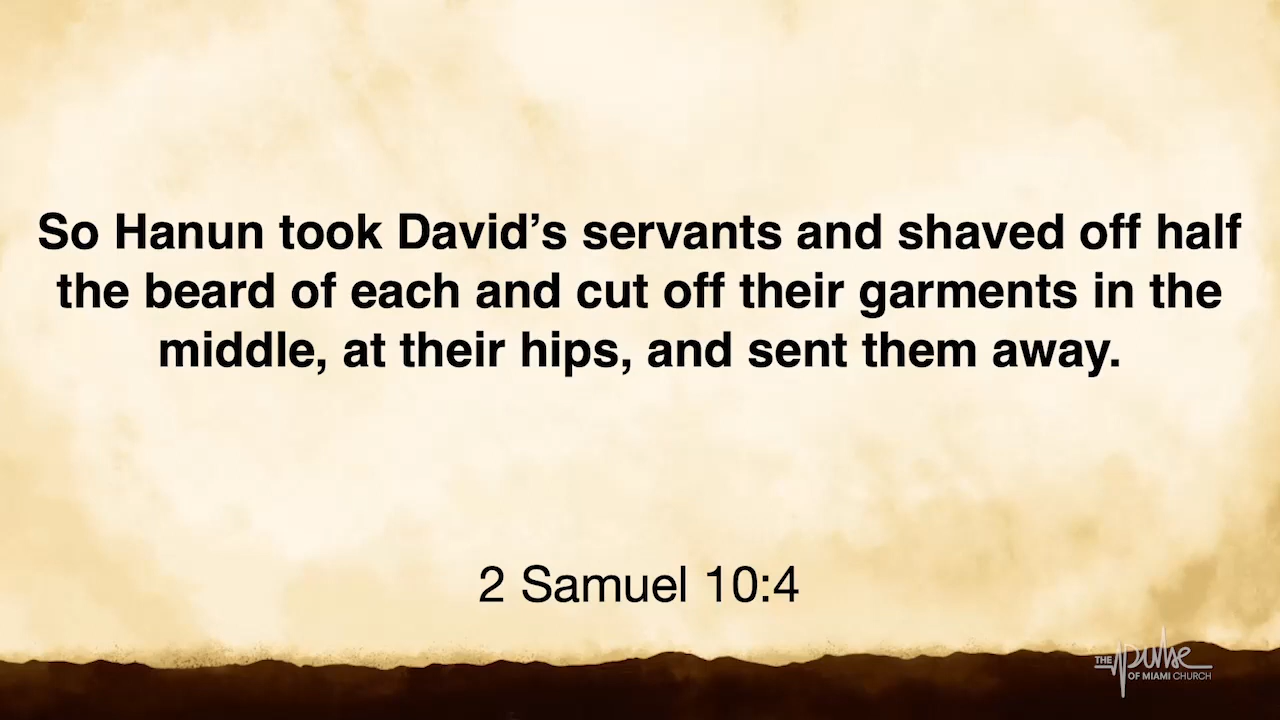 So Hanun took David’s servants and shaved off half
the beard of each and cut off their garments in the
middle, at their hips, and sent them away.
2 Samuel 10:4
THE pulse
OF MIAMI CHURCH